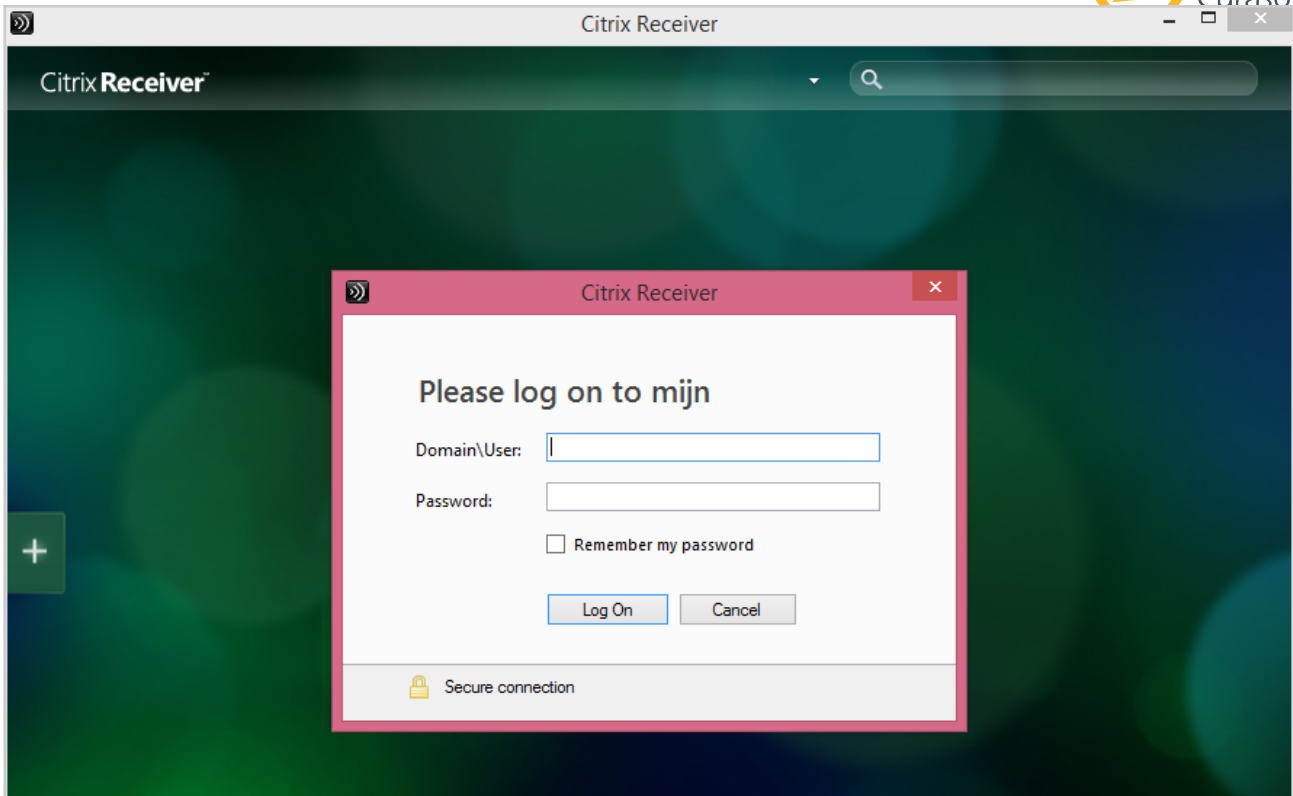 Citrix Receiver
Citrix Receiver™
Citrix Receiver
Please log on to mijn
Domain\User:
Password:
Remember my password
Log On Cancel
Secure connection